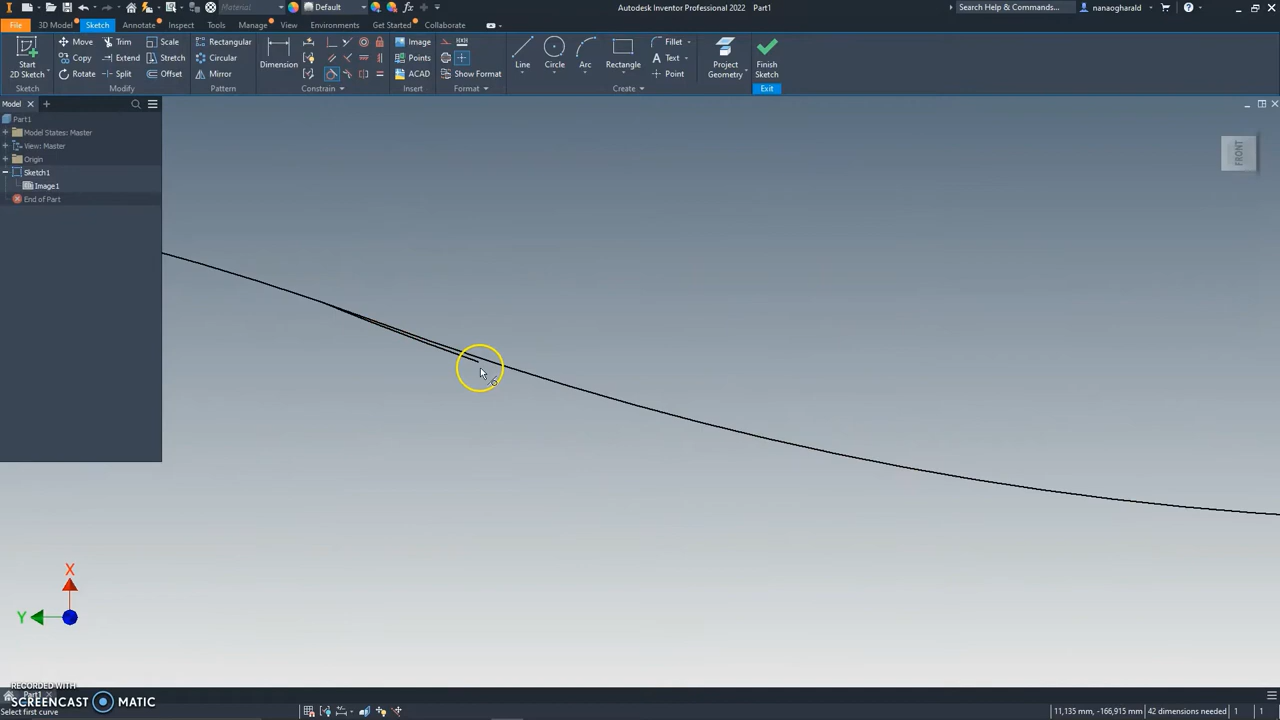 Material Default Autodesk Inventor Professional 2022 Part1 Search Help & Commands... nanaogharald
File 3D Model Sketch Annotate Inspect Tools Manage View Environments Get Started Collaborate
Start 2D Sketch
Move Trim Scale
Copy Extend Stretch
Rotate Split Offset
Rectangular
Circular
Mirror
Dimension
Image
Points
ACAD
Show Format
Line Circle Arc Rectangle
Fillet
Text
Point
Project Geometry
Finish Sketch
Sketch Modify Pattern Constrain Insert Format Create Exit
Model
Part1
Model States: Master
View: Master
Origin
Sketch1
Image1
End of Part
FRONT
X
Y
RECORDED WITH
SCREENCAST MATIC
Part1
Select first curve 11,135 mm, -166,915 mm 42 dimensions needed 1 1